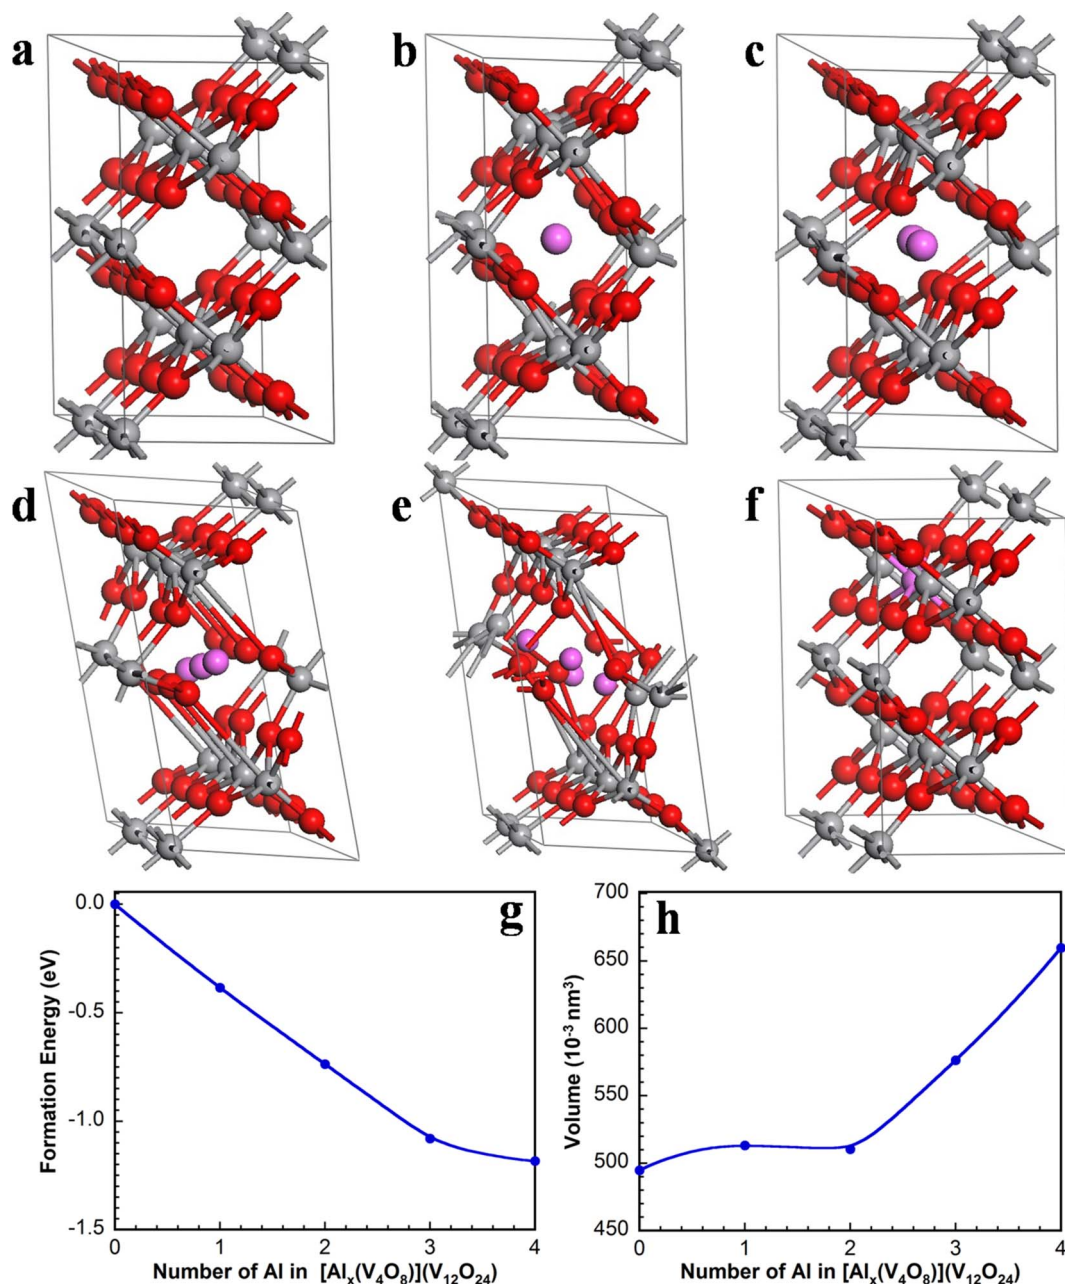 a
b
c
d
e
f
g
0.0
-0.5
-1.0
-1.5
Formation Energy (eV)
0 1 2 3 4
Number of Al in [Alx(V4O8)](V12O24)
h
700
650
600
550
500
450
Volume (10-3 nm3)
0 1 2 3 4
Number of Al in [Alx(V4O8)](V12O24)